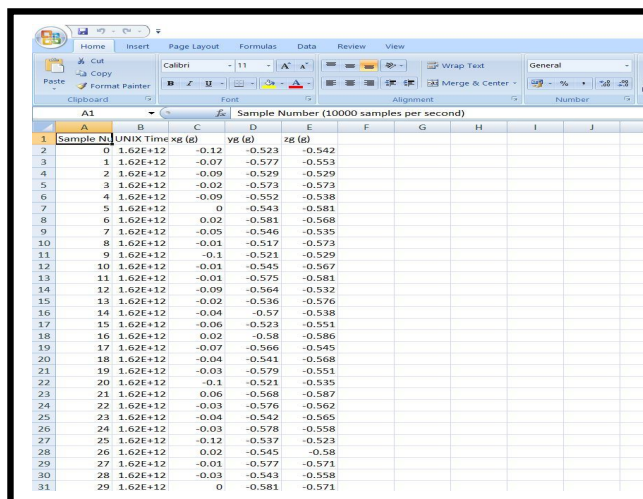 Home Insert Page Layout Formulas Data Review View
Cut
Copy
Paste
Format Painter
Clipboard
Calibri 11 A A
B I U A
Font
Wrap Text
Merge & Center
Alignment
General
% ,
Number
A1 fx Sample Number (10000 samples per second)
A B C D E F G H I J
1 Sample Nu UNIX Time xg (g) yg (g) zg (g)
2 0 1.62E+12 -0.12 -0.523 -0.542
3 1 1.62E+12 -0.07 -0.577 -0.553
4 2 1.62E+12 -0.09 -0.529 -0.529
5 3 1.62E+12 -0.02 -0.573 -0.573
6 4 1.62E+12 -0.09 -0.552 -0.538
7 5 1.62E+12 0 -0.543 -0.581
8 6 1.62E+12 0.02 -0.581 -0.568
9 7 1.62E+12 -0.05 -0.546 -0.535
10 8 1.62E+12 -0.01 -0.517 -0.573
11 9 1.62E+12 -0.1 -0.521 -0.529
12 10 1.62E+12 -0.01 -0.545 -0.567
13 11 1.62E+12 -0.01 -0.575 -0.581
14 12 1.62E+12 -0.09 -0.564 -0.532
15 13 1.62E+12 -0.02 -0.536 -0.576
16 14 1.62E+12 -0.04 -0.57 -0.538
17 15 1.62E+12 -0.06 -0.523 -0.551
18 16 1.62E+12 0.02 -0.58 -0.586
19 17 1.62E+12 -0.07 -0.566 -0.545
20 18 1.62E+12 -0.04 -0.541 -0.568
21 19 1.62E+12 -0.03 -0.579 -0.551
22 20 1.62E+12 -0.1 -0.521 -0.535
23 21 1.62E+12 0.06 -0.568 -0.587
24 22 1.62E+12 -0.03 -0.576 -0.562
25 23 1.62E+12 -0.04 -0.542 -0.565
26 24 1.62E+12 -0.03 -0.578 -0.558
27 25 1.62E+12 -0.12 -0.537 -0.523
28 26 1.62E+12 0.02 -0.545 -0.58
29 27 1.62E+12 -0.01 -0.577 -0.571
30 28 1.62E+12 -0.03 -0.543 -0.558
31 29 1.62E+12 0 -0.581 -0.571